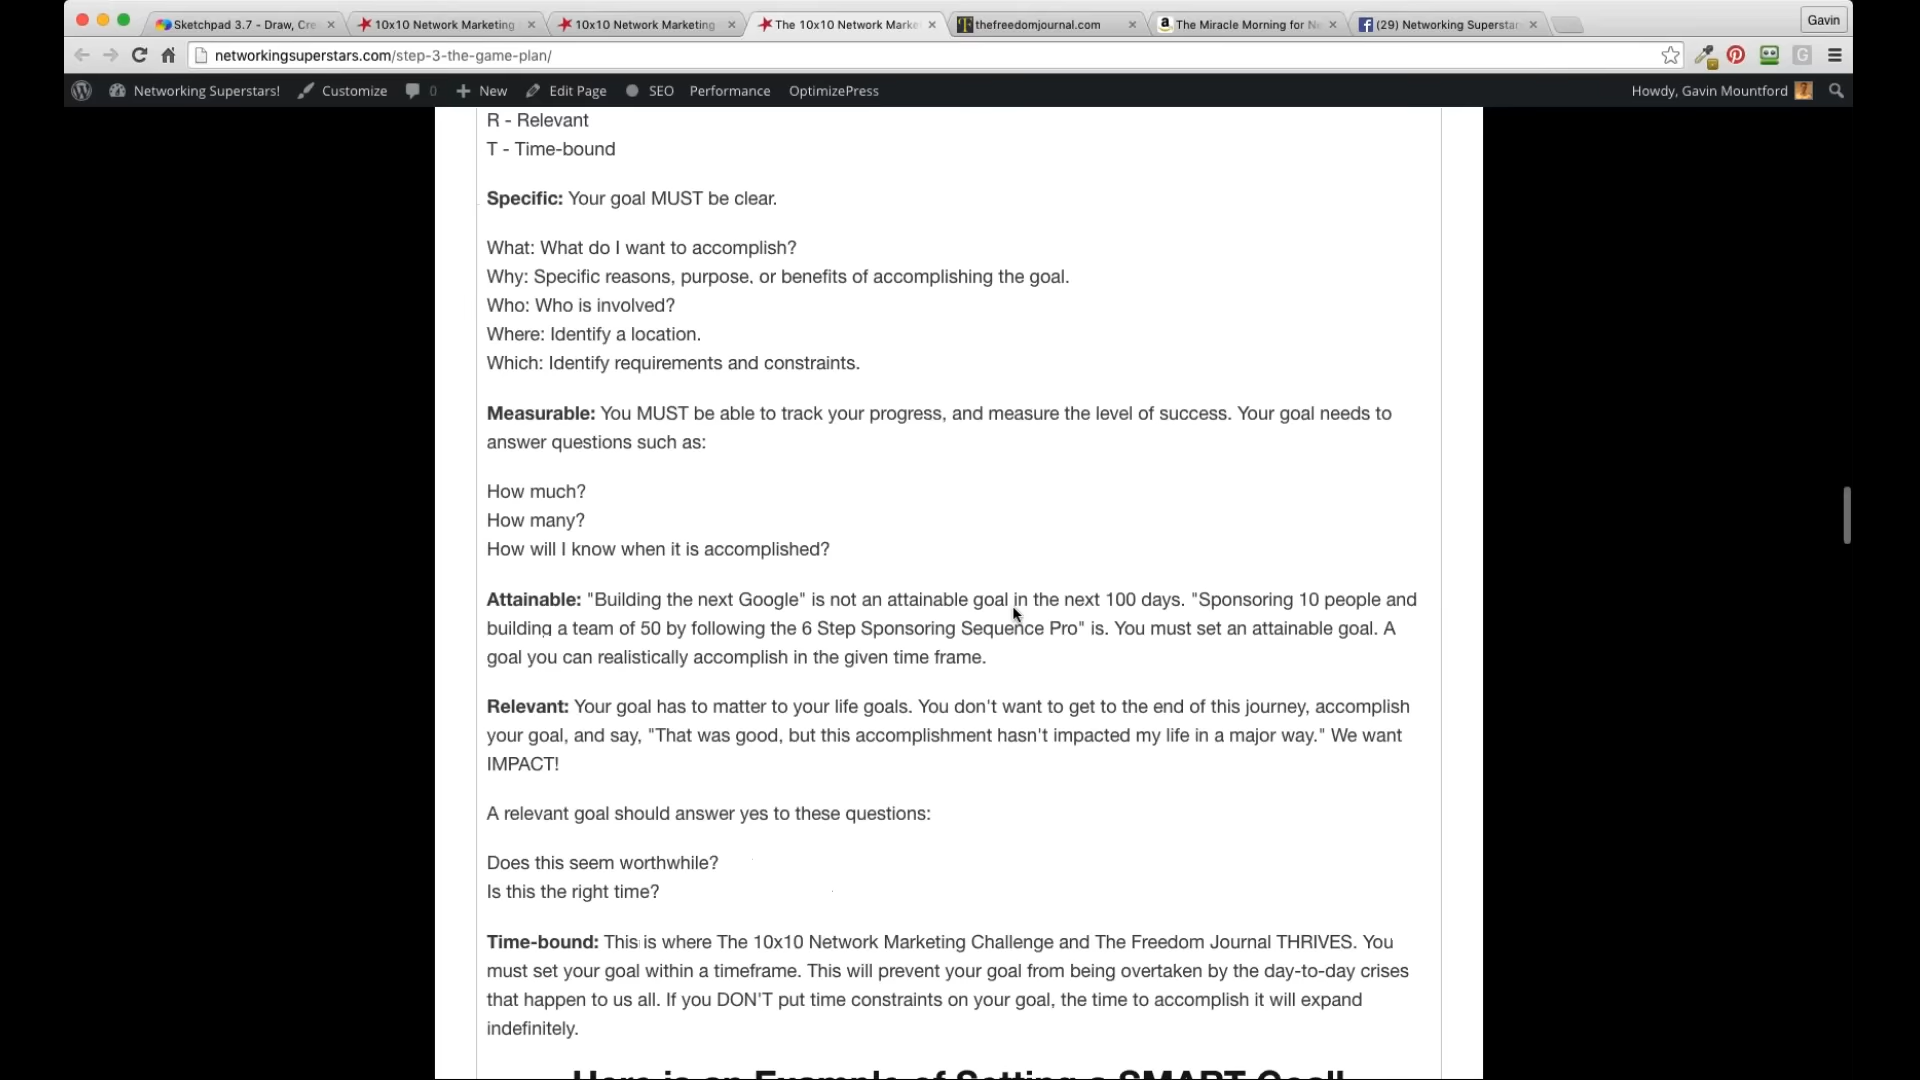 Sketchpad 3.7 - Draw, Cre
10x10 Network Marketing
10x10 Network Marketing
The 10x10 Network Marke
thefreedomjournal.com
The Miracle Morning for Ne
(29) Networking Superstar
Gavin
networkingsuperstars.com/step-3-the-game-plan/
Networking Superstars!
Customize
0
New
Edit Page
SEO
Performance
OptimizePress
Howdy, Gavin Mountford
R - Relevant
T - Time-bound
Specific: Your goal MUST be clear.
What: What do I want to accomplish?
Why: Specific reasons, purpose, or benefits of accomplishing the goal.
Who: Who is involved?
Where: Identify a location.
Which: Identify requirements and constraints.
Measurable: You MUST be able to track your progress, and measure the level of success. Your goal needs to
answer questions such as:
How much?
How many?
How will I know when it is accomplished?
Attainable: "Building the next Google" is not an attainable goal in the next 100 days. "Sponsoring 10 people and
building a team of 50 by following the 6 Step Sponsoring Sequence Pro" is. You must set an attainable goal. A
goal you can realistically accomplish in the given time frame.
Relevant: Your goal has to matter to your life goals. You don't want to get to the end of this journey, accomplish
your goal, and say, "That was good, but this accomplishment hasn't impacted my life in a major way." We want
IMPACT!
A relevant goal should answer yes to these questions:
Does this seem worthwhile?
Is this the right time?
Time-bound: This is where The 10x10 Network Marketing Challenge and The Freedom Journal THRIVES. You
must set your goal within a timeframe. This will prevent your goal from being overtaken by the day-to-day crises
that happen to us all. If you DON'T put time constraints on your goal, the time to accomplish it will expand
indefinitely.
Here is an Example of Setting a SMART Goal!